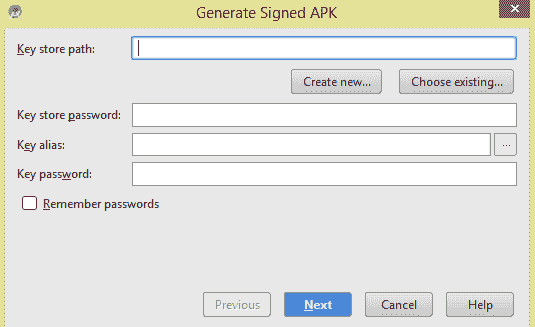 Generate Signed APK
Key store path:
Create new... Choose existing...
Key store password:
Key alias: ...
Key password:
Remember passwords
Previous Next Cancel Help